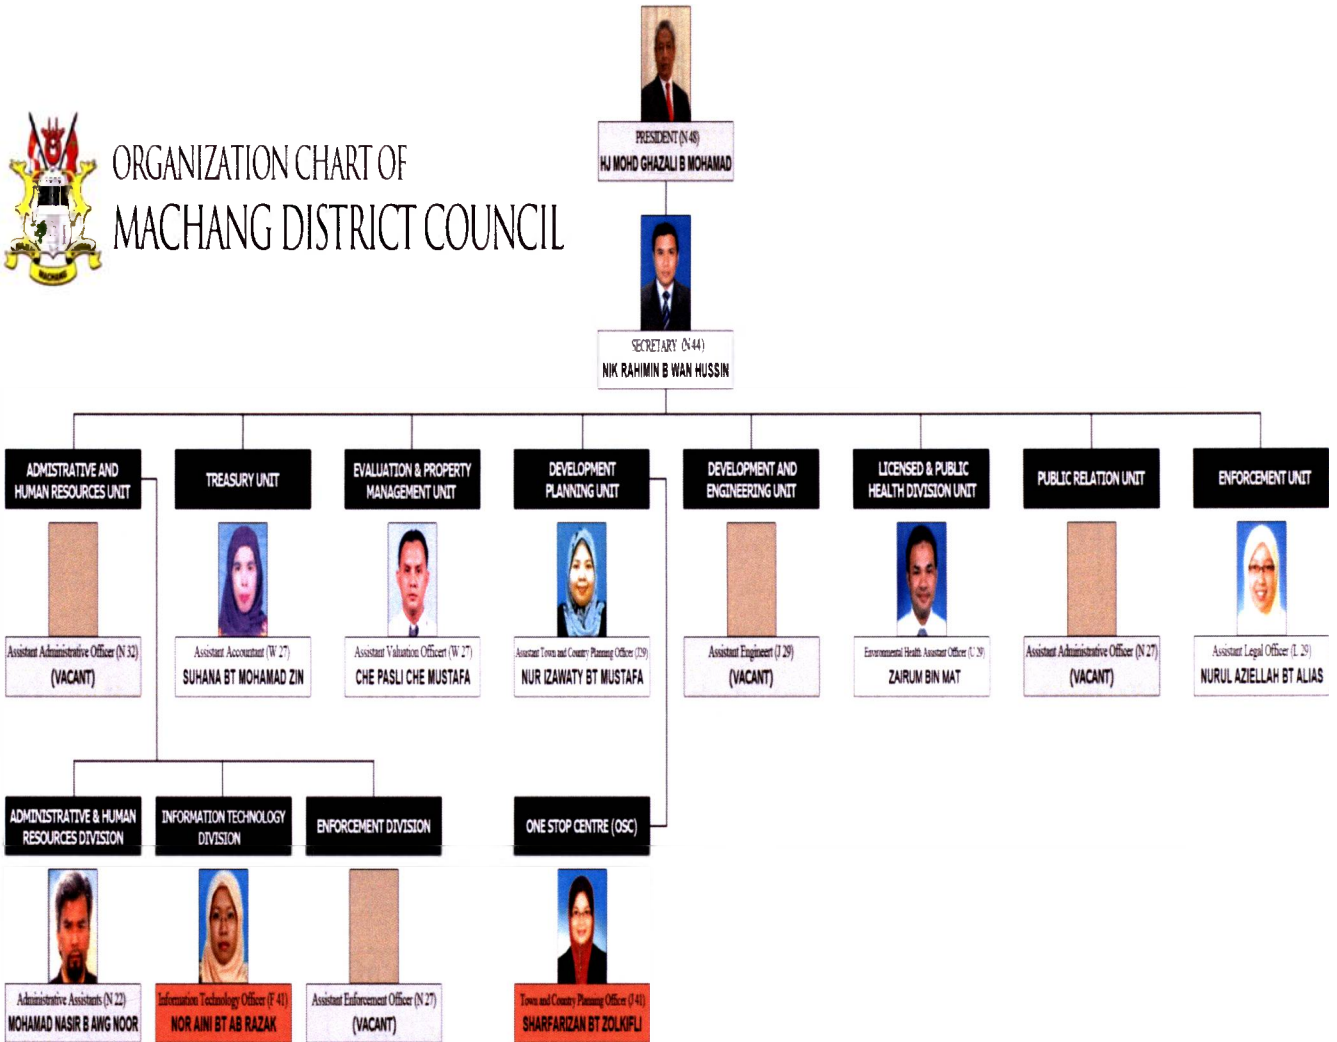 PRESIDENT (N 48)
HJ MOHD GHAZALI B MOHAMAD
ORGANIZATION CHART OF
MACHANG DISTRICT COUNCIL
MACHANG
SECRETARY (N 44)
NIK RAHIMIN B WAN HUSSIN
ADMISTRATIVE AND
HUMAN RESOURCES UNIT
TREASURY UNIT
EVALUATION & PROPERTY
MANAGEMENT UNIT
DEVELOPMENT
PLANNING UNIT
DEVELOPMENT AND
ENGINEERING UNIT
LICENSED & PUBLIC
HEALTH DIVISION UNIT
PUBLIC RELATION UNIT
ENFORCEMENT UNIT
Assistant Administrative Officer (N 32)
(VACANT)
Assistant Accountant (W 27)
SUHANA BT MOHAMAD ZIN
Assistant Valuation Officert (W 27)
CHE PASLI CHE MUSTAFA
Assistant Town and Country Planning Officer (J29)
NUR IZAWATY BT MUSTAFA
Assistant Engineet (J 29)
(VACANT)
Environmental Health Assistant Officer (U 29)
ZAIRUM BIN MAT
Assistant Administrative Officer (N 27)
(VACANT)
Assistant Legal Officer (L 29)
NURUL AZIELLAH BT ALIAS
ADMINISTRATIVE & HUMAN
RESOURCES DIVISION
INFORMATION TECHNOLOGY
DIVISION
ENFORCEMENT DIVISION
ONE STOP CENTRE (OSC)
Administrative Assistants (N 22)
MOHAMAD NASIR B AWG NOOR
Information Technology Officer (F 41)
NOR AINI BT AB RAZAK
Assistant Enforcement Officer (N 27)
(VACANT)
Town and Country Planning Officer (J 41)
SHARFARIZAN BT ZOLKIFLI